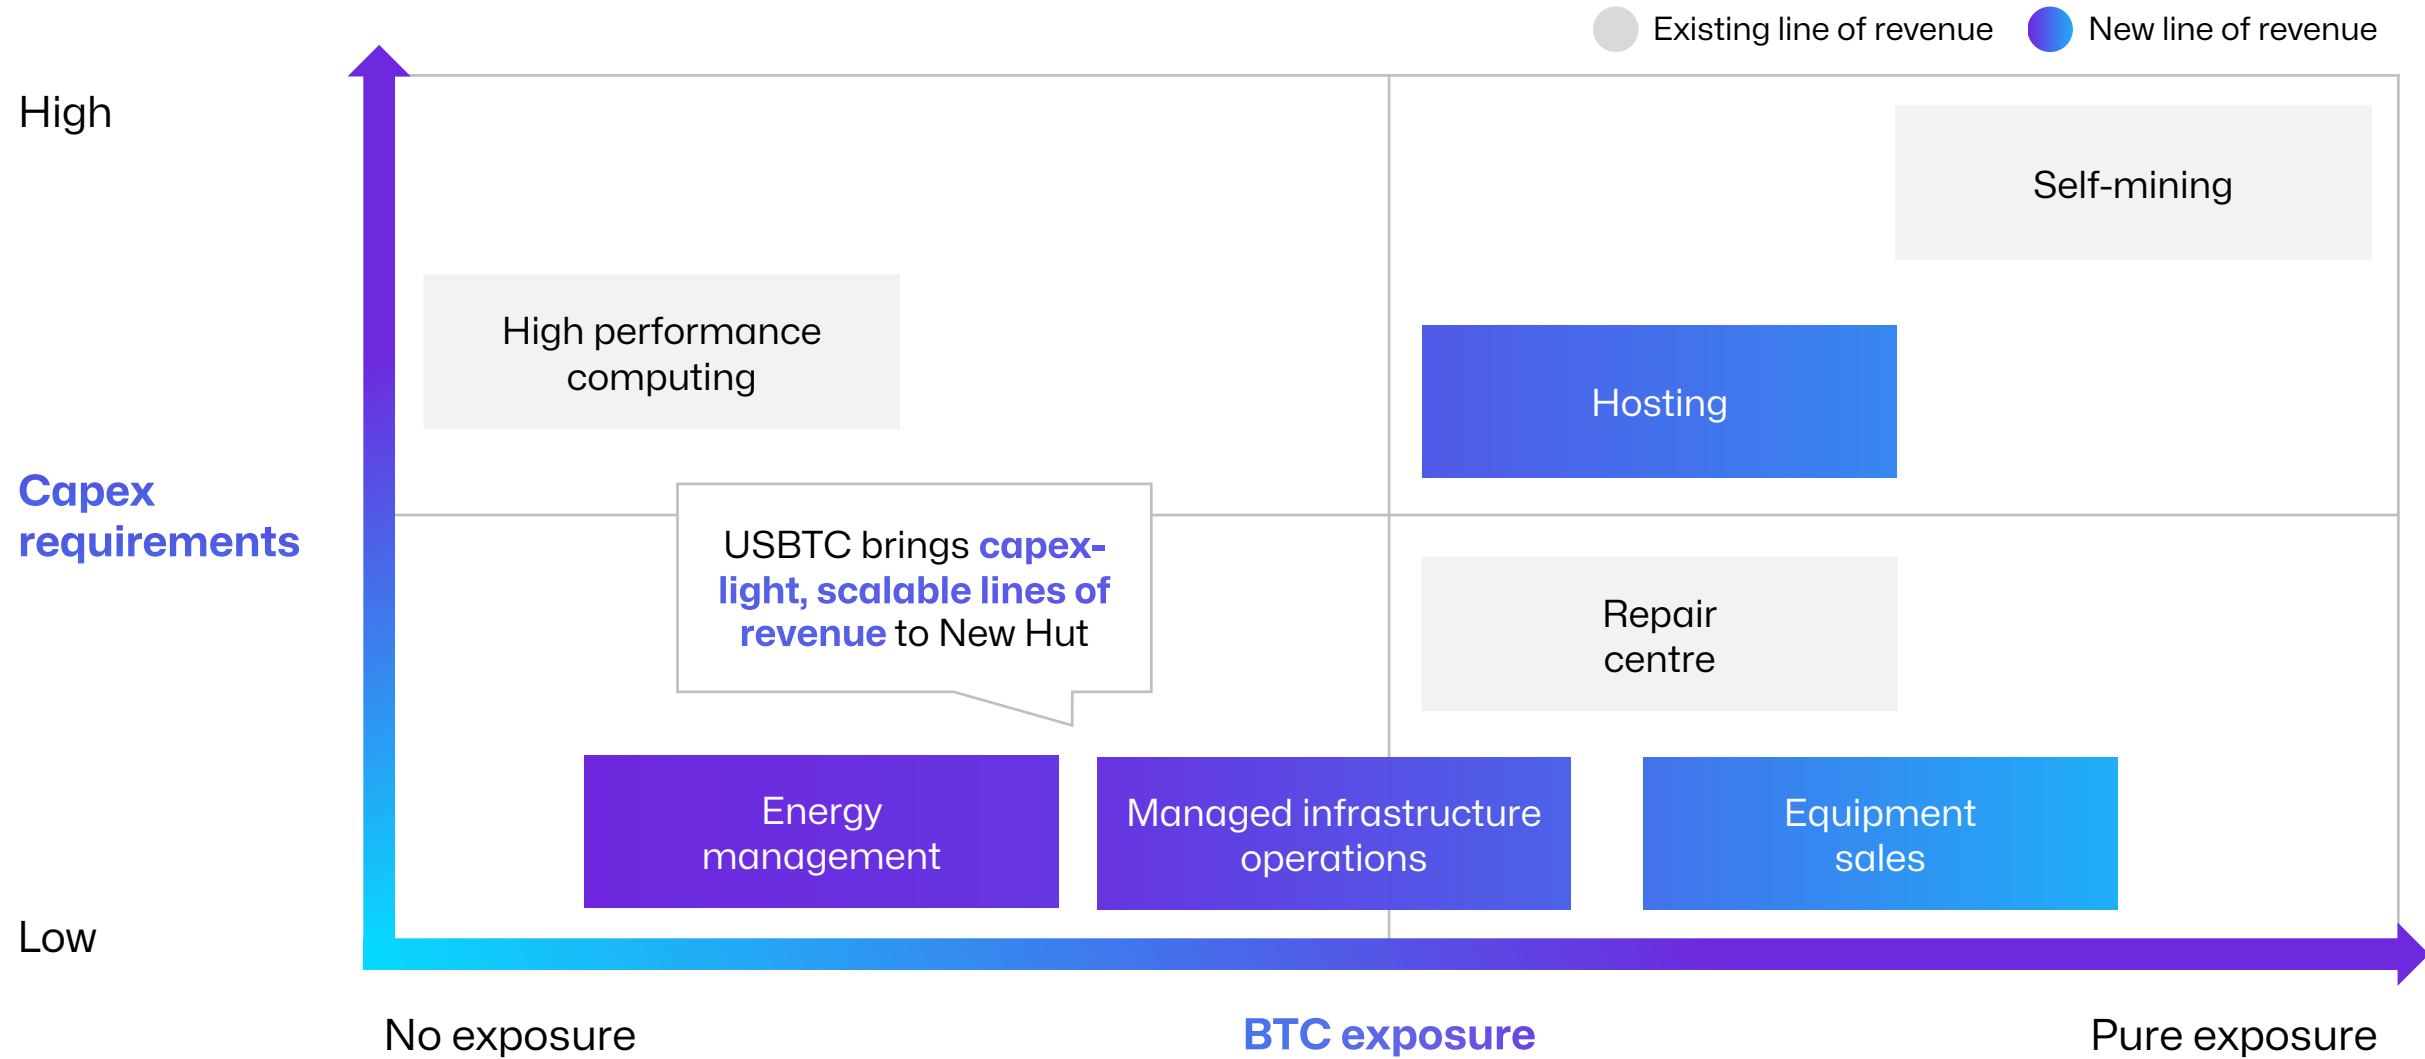 Existing line of revenue
New line of revenue
High
Self-mining
High performance
computing
Hosting
Capex
requirements
USBTC brings capex-
light, scalable lines of
revenue to New Hut
Repair
centre
Energy
management
Managed infrastructure
operations
Equipment
sales
Low
No exposure
BTC exposure
Pure exposure